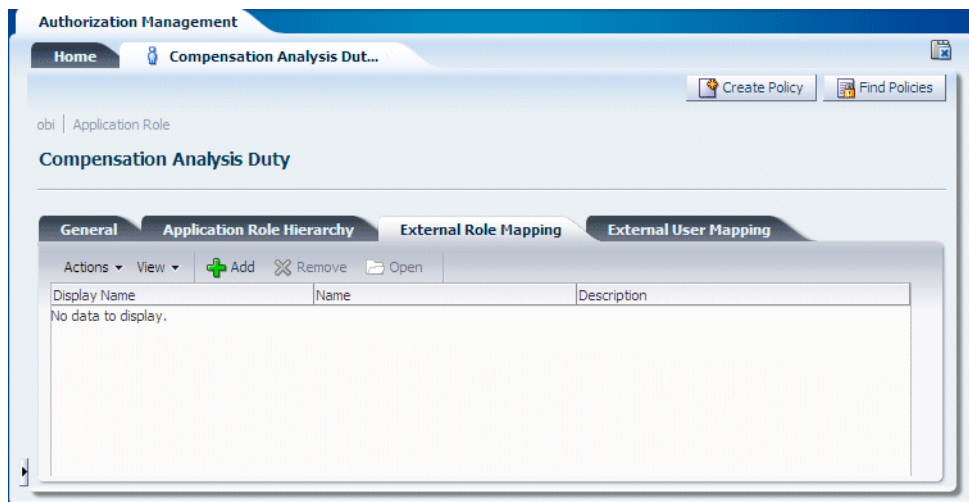 Authorization Management
Home Compensation Analysis Dut...
Create Policy Find Policies
obi | Application Role
Compensation Analysis Duty
General Application Role Hierarchy External Role Mapping External User Mapping
Actions View Add Remove Open
Display Name Name Description
No data to display.